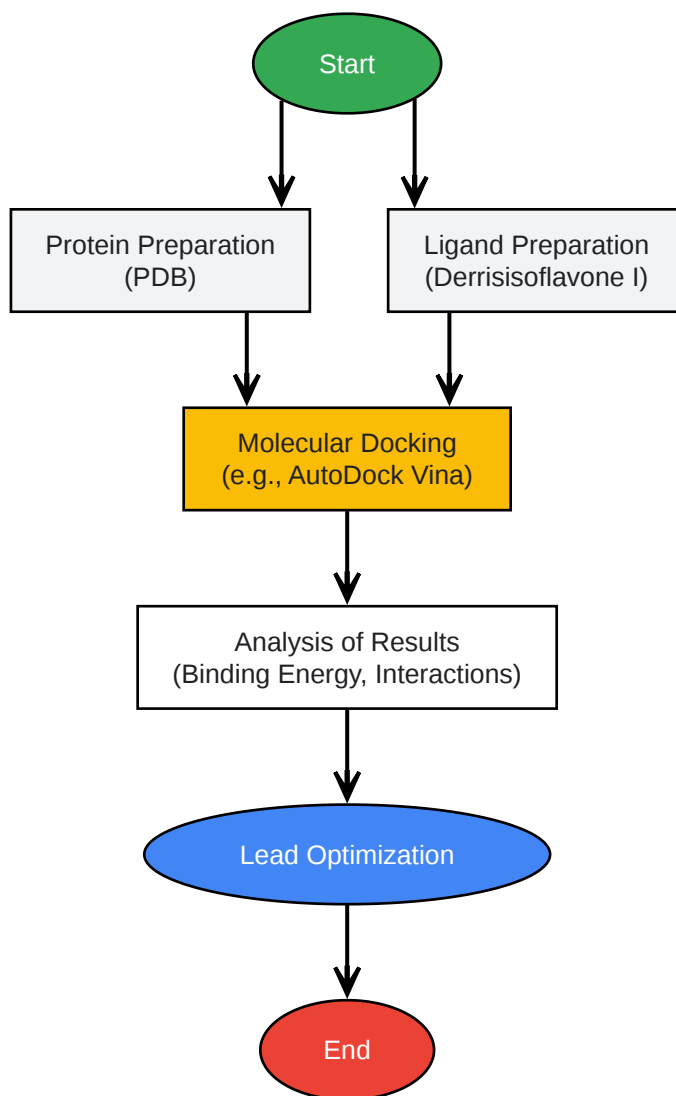 Start
Protein Preparation
(PDB)
Ligand Preparation
(Derrisisoflavone I)
Molecular Docking
(e.g., AutoDock Vina)
Analysis of Results
(Binding Energy, Interactions)
Lead Optimization
End